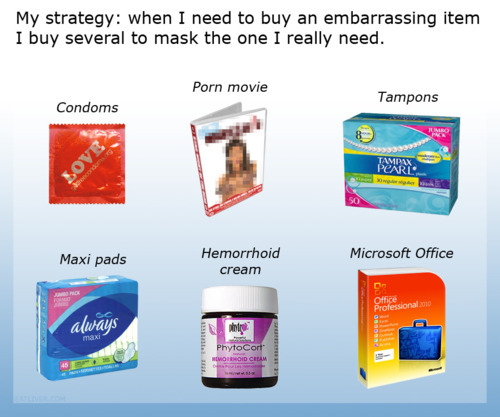 My strategy: when I need to buy an embarrassing item
I buy several to mask the one I really need.
Porn movie
Condoms
Tampons
LOVE
JUMBO
PACK
TAMPAX
PEARL
50
Maxi pads
Hemorrhoid
cream
Microsoft Office
JUMBO PACK
always
maxi
48
PhytoCort
HEMORRHOID CREAM
Office
Professional 2010
Microsoft